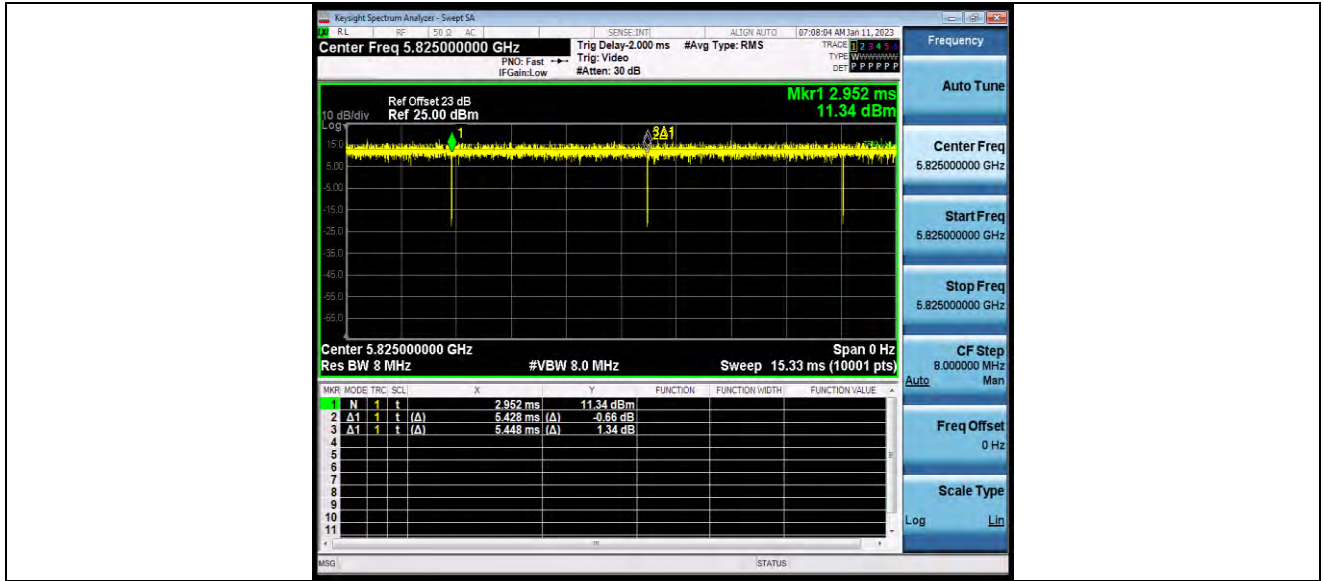 Keysight Spectrum Analyzer - Swept SA
RL RF 50 Ω AC SENSE:INT ALIGN AUTO 07:08:04 AM Jan 11, 2023
Center Freq 5.825000000 GHz
PNO: Fast
IFGain:Low
Trig Delay-2.000 ms #Avg Type: RMS
Trig: Video
#Atten: 30 dB
TRACE 1 2 3 4 5 6
TYPE WWWWWW
DET P P P P P P
Mkr1 2.952 ms
11.34 dBm
Ref Offset 23 dB
10 dB/div Ref 25.00 dBm
Log
15.0
5.00
-5.00
-15.0
-25.0
-35.0
-45.0
-55.0
-65.0
1
Center 5.825000000 GHz Span 0 Hz
Res BW 8 MHz #VBW 8.0 MHz Sweep 15.33 ms (10001 pts)
MKR MODE TRC SCL X Y FUNCTION FUNCTION WIDTH FUNCTION VALUE
1 N 1 t 2.952 ms 11.34 dBm
2 Δ1 1 t (Δ) 5.428 ms (Δ) -0.66 dB
3 Δ1 1 t (Δ) 5.448 ms (Δ) 1.34 dB
4
5
6
7
8
9
10
11
MSG STATUS
Frequency
Auto Tune
Center Freq
5.825000000 GHz
Start Freq
5.825000000 GHz
Stop Freq
5.825000000 GHz
CF Step
8.000000 MHz
Auto Man
Freq Offset
0 Hz
Scale Type
Log Lin